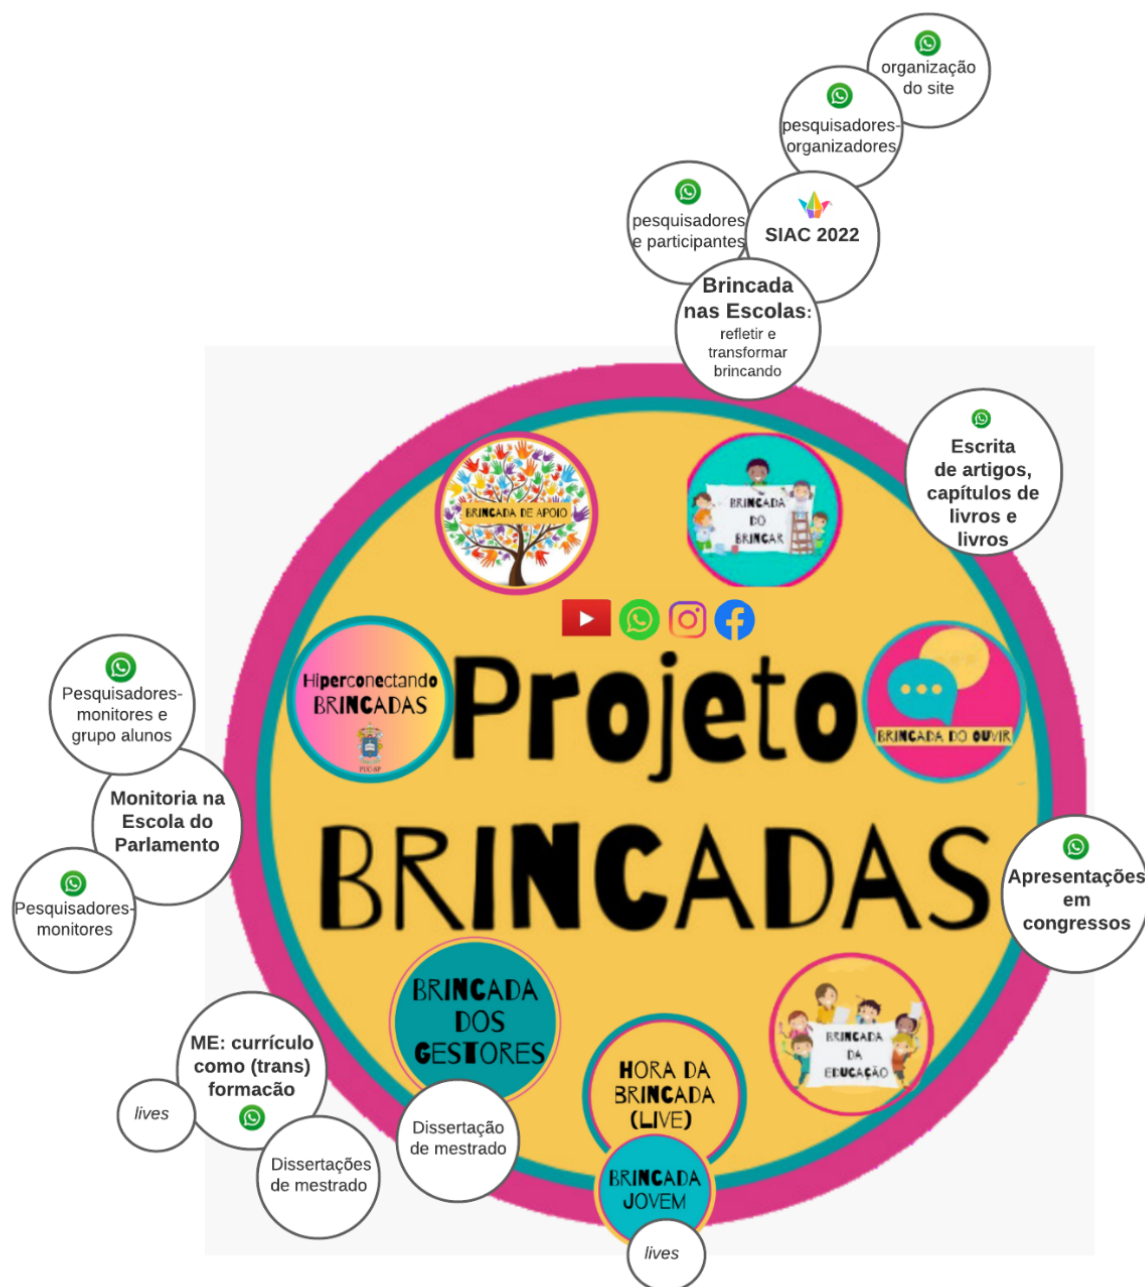 organização
do site
pesquisadores-
organizadores
pesquisadores
e participantes
SIAC 2022
Brincada
nas Escolas:
refletir e
transformar
brincando
Escrita
de artigos,
capítulos de
livros e
livros
BRINCADA DE APOIO
BRINCADA
DO
BRINCAR
Hiperconectando
BRINCADAS
PUC-SP
Projeto
BRINCADAS
BRINCADA DO OUVIR
Pesquisadores-
monitores e
grupo alunos
Monitoria na
Escola do
Parlamento
Pesquisadores-
monitores
Apresentações
em
congressos
BRINCADA
DOS
GESTORES
BRINCADA
DA
EDUCAÇÃO
HORA DA
BRINCADA
(LIVE)
ME: currículo
como (trans)
formacão
lives
Dissertações
de mestrado
Dissertação
de mestrado
BRINCADA
JOVEM
lives